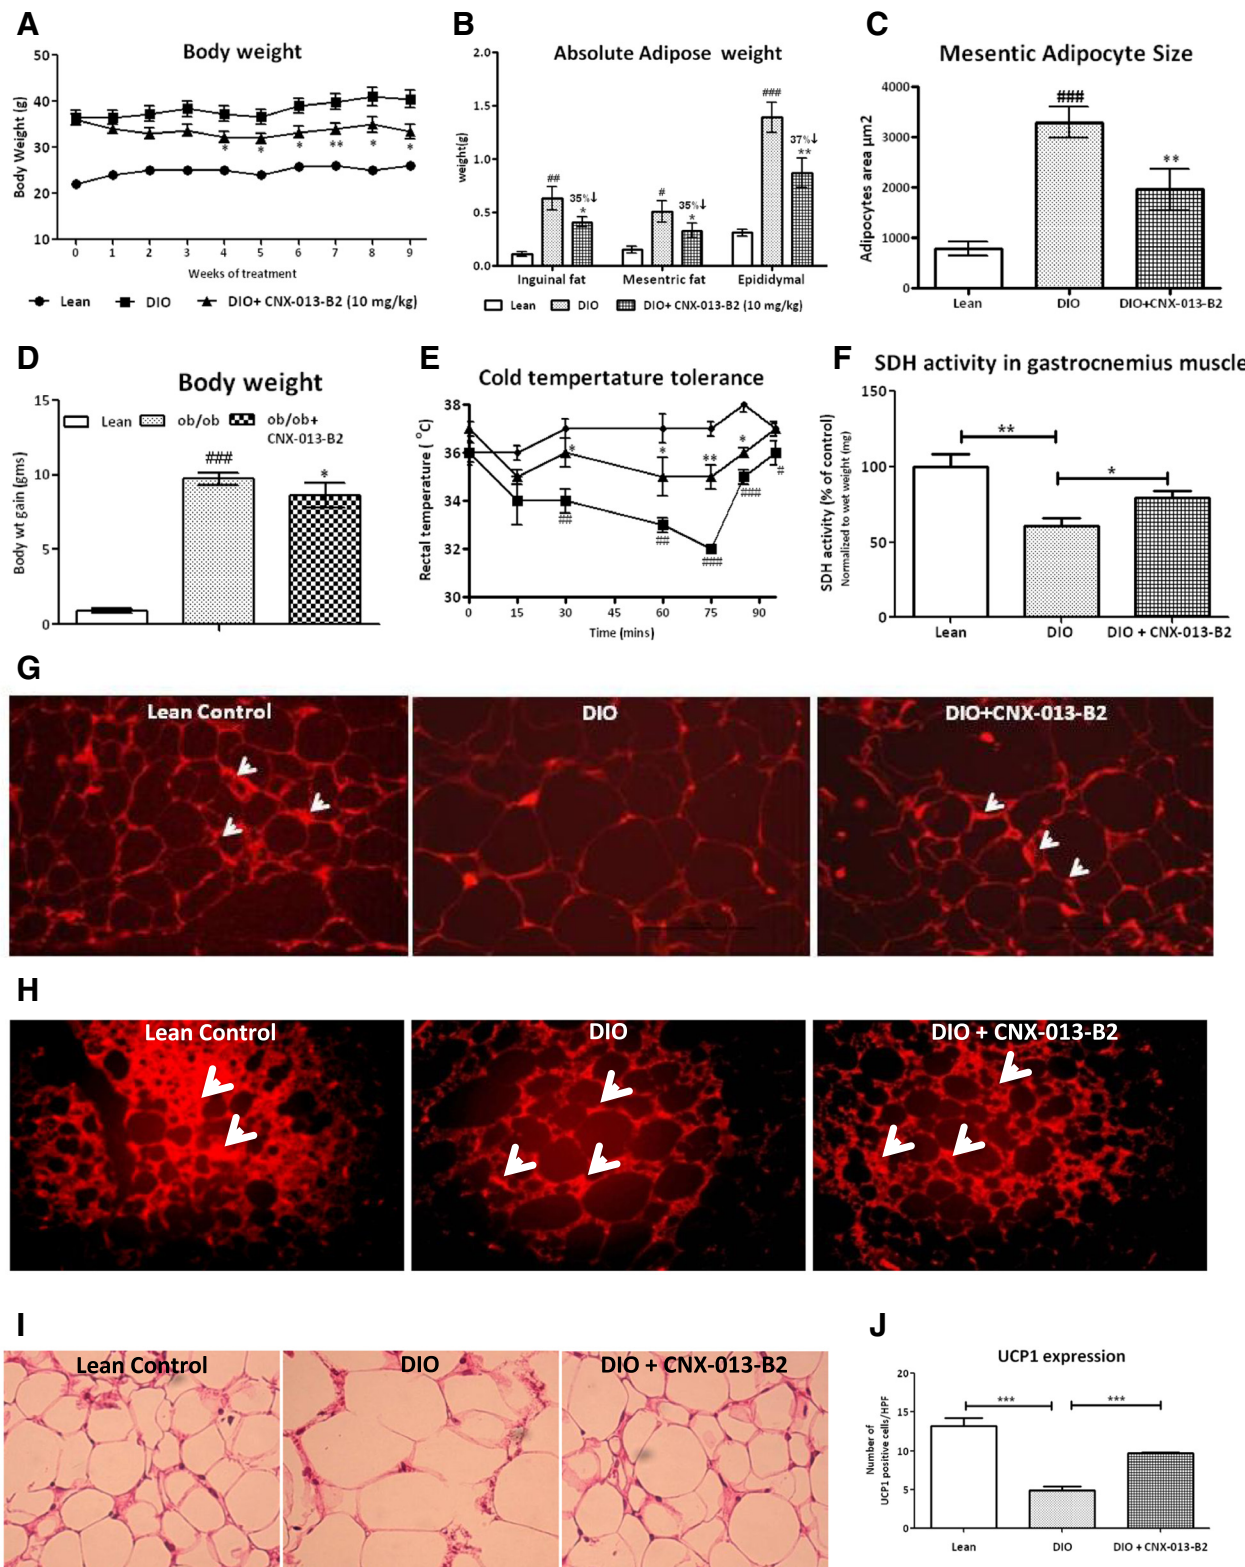 A
Body weight
Body Weight (g)
50
40
30
20
10
* * * ** * *
0 1 2 3 4 5 6 7 8 9
Weeks of treatment
Lean DIO DIO+ CNX-013-B2 (10 mg/kg)
B
Absolute Adipose weight
weight(g)
2.0
1.5
1.0
0.5
0.0
##
35%↓
*
#
35%↓
*
###
37%↓
**
Inguinal fat Mesentric fat Epididymal
Lean DIO DIO+ CNX-013-B2 (10 mg/kg)
C
Mesentic Adipocyte Size
Adipocytes area µm2
4000
3000
2000
1000
0
###
**
Lean DIO DIO+CNX-013-B2
D
Body weight
Body wt gain (gms)
15
10
5
0
Lean ob/ob ob/ob+
CNX-013-B2
###
*
E
Cold tempertature tolerance
Rectal temperature ( °C)
38
36
34
32
30
* * ** *
## ## ### ### #
0 15 30 45 60 75 90
Time (mins)
F
SDH activity in gastrocnemius muscle
SDH activity (% of control)
Normalized to wet weight (mg)
150
100
50
0
**
*
Lean DIO DIO + CNX-013-B2
G
Lean Control DIO DIO+CNX-013-B2
H
Lean Control DIO DIO + CNX-013-B2
I
Lean Control DIO DIO + CNX-013-B2
J
UCP1 expression
Number of
UCP1 positive cells/HPF
20
15
10
5
0
*** ***
Lean DIO DIO + CNX-013-B2